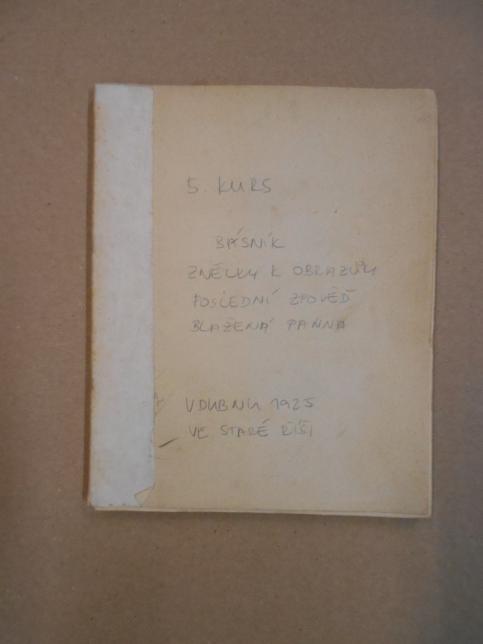 5. KURS
BÁSNÍK
ZNĚLKY K OBRAZŮM
POSLEDNÍ ZPOVĚĎ
BLAŽENÁ PANNA
V DUBNU 1925
VE STARÉ ŘÍŠI